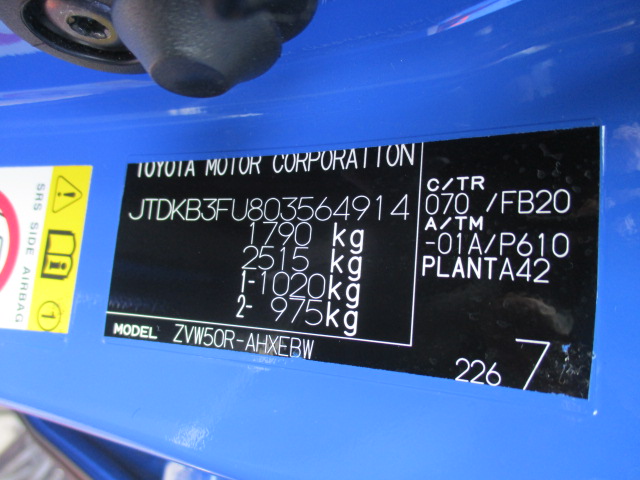 TOYOTA MOTOR CORPORATION
JTDKB3FU803564914
1790 kg
2515 kg
1-1020kg
2- 975kg
MODEL ZVW50R-AHXEBW
C/TR
070 /FB20
A/TM
-01A/P610
PLANTA42
226 7
SRS SIDE AIRBAG
1